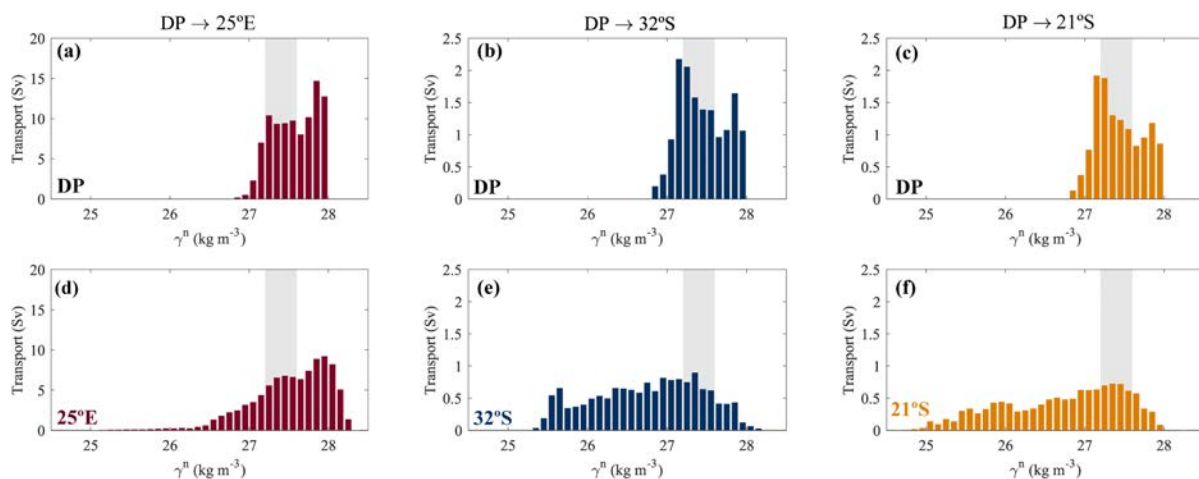 DP → 25ºE
DP → 32ºS
DP → 21ºS
(a)
20
15
10
5
0
Transport (Sv)
DP
25 26 27 28
γⁿ (kg m⁻³)
(b)
2.5
2
1.5
1
0.5
0
Transport (Sv)
DP
25 26 27 28
γⁿ (kg m⁻³)
(c)
2.5
2
1.5
1
0.5
0
Transport (Sv)
DP
25 26 27 28
γⁿ (kg m⁻³)
(d)
20
15
10
5
0
Transport (Sv)
25ºE
25 26 27 28
γⁿ (kg m⁻³)
(e)
2.5
2
1.5
1
0.5
0
Transport (Sv)
32ºS
25 26 27 28
γⁿ (kg m⁻³)
(f)
2.5
2
1.5
1
0.5
0
Transport (Sv)
21ºS
25 26 27 28
γⁿ (kg m⁻³)